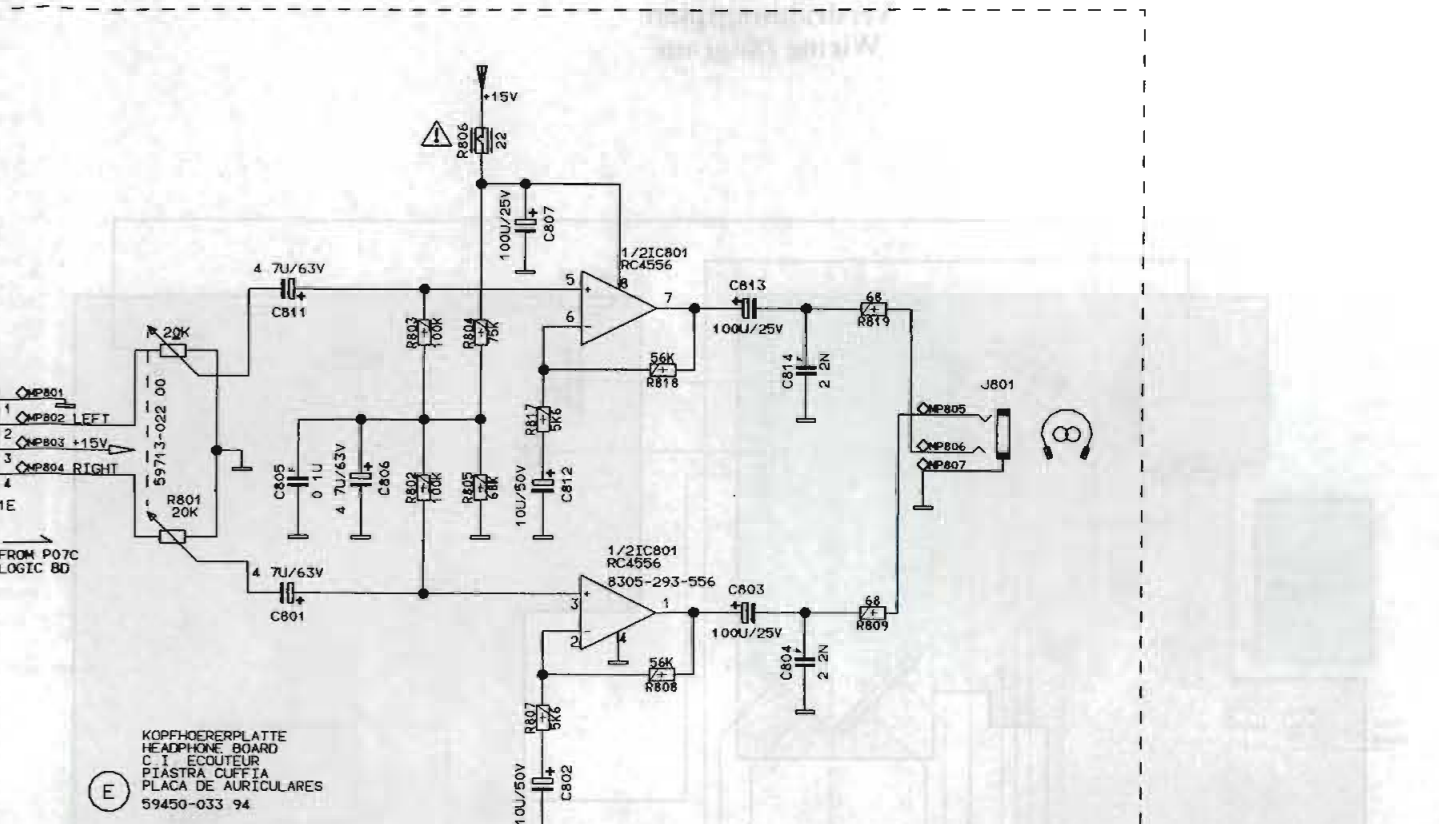 +15V
R806
22
100U/25V
C807
1/2IC801
RC4556
4 7U/63V
C811
5
8
6
7
C813
100U/25V
68
R819
R803
100K
R804
75K
20K
56K
R818
C814
2 2N
J801
MP801
1
MP802 LEFT
2
MP803 +15V
3
MP804 RIGHT
4
1E
59713-022 00
R817
5K6
MP805
MP806
MP807
R801
20K
C805
0 1U
4 7U/63V
C806
R802
100K
R805
68K
10U/50V
C812
FROM P07C
LOGIC BD
4 7U/63V
C801
1/2IC801
RC4556
8305-293-556
3
2
4
1
C803
100U/25V
68
R809
56K
R808
C804
2 2N
R807
5K6
10U/50V
C802
KOPFHOERERPLATTE
HEADPHONE BOARD
C I ECOUTEUR
PIASTRA CUFFIA
PLACA DE AURICULARES
59450-033 94
E